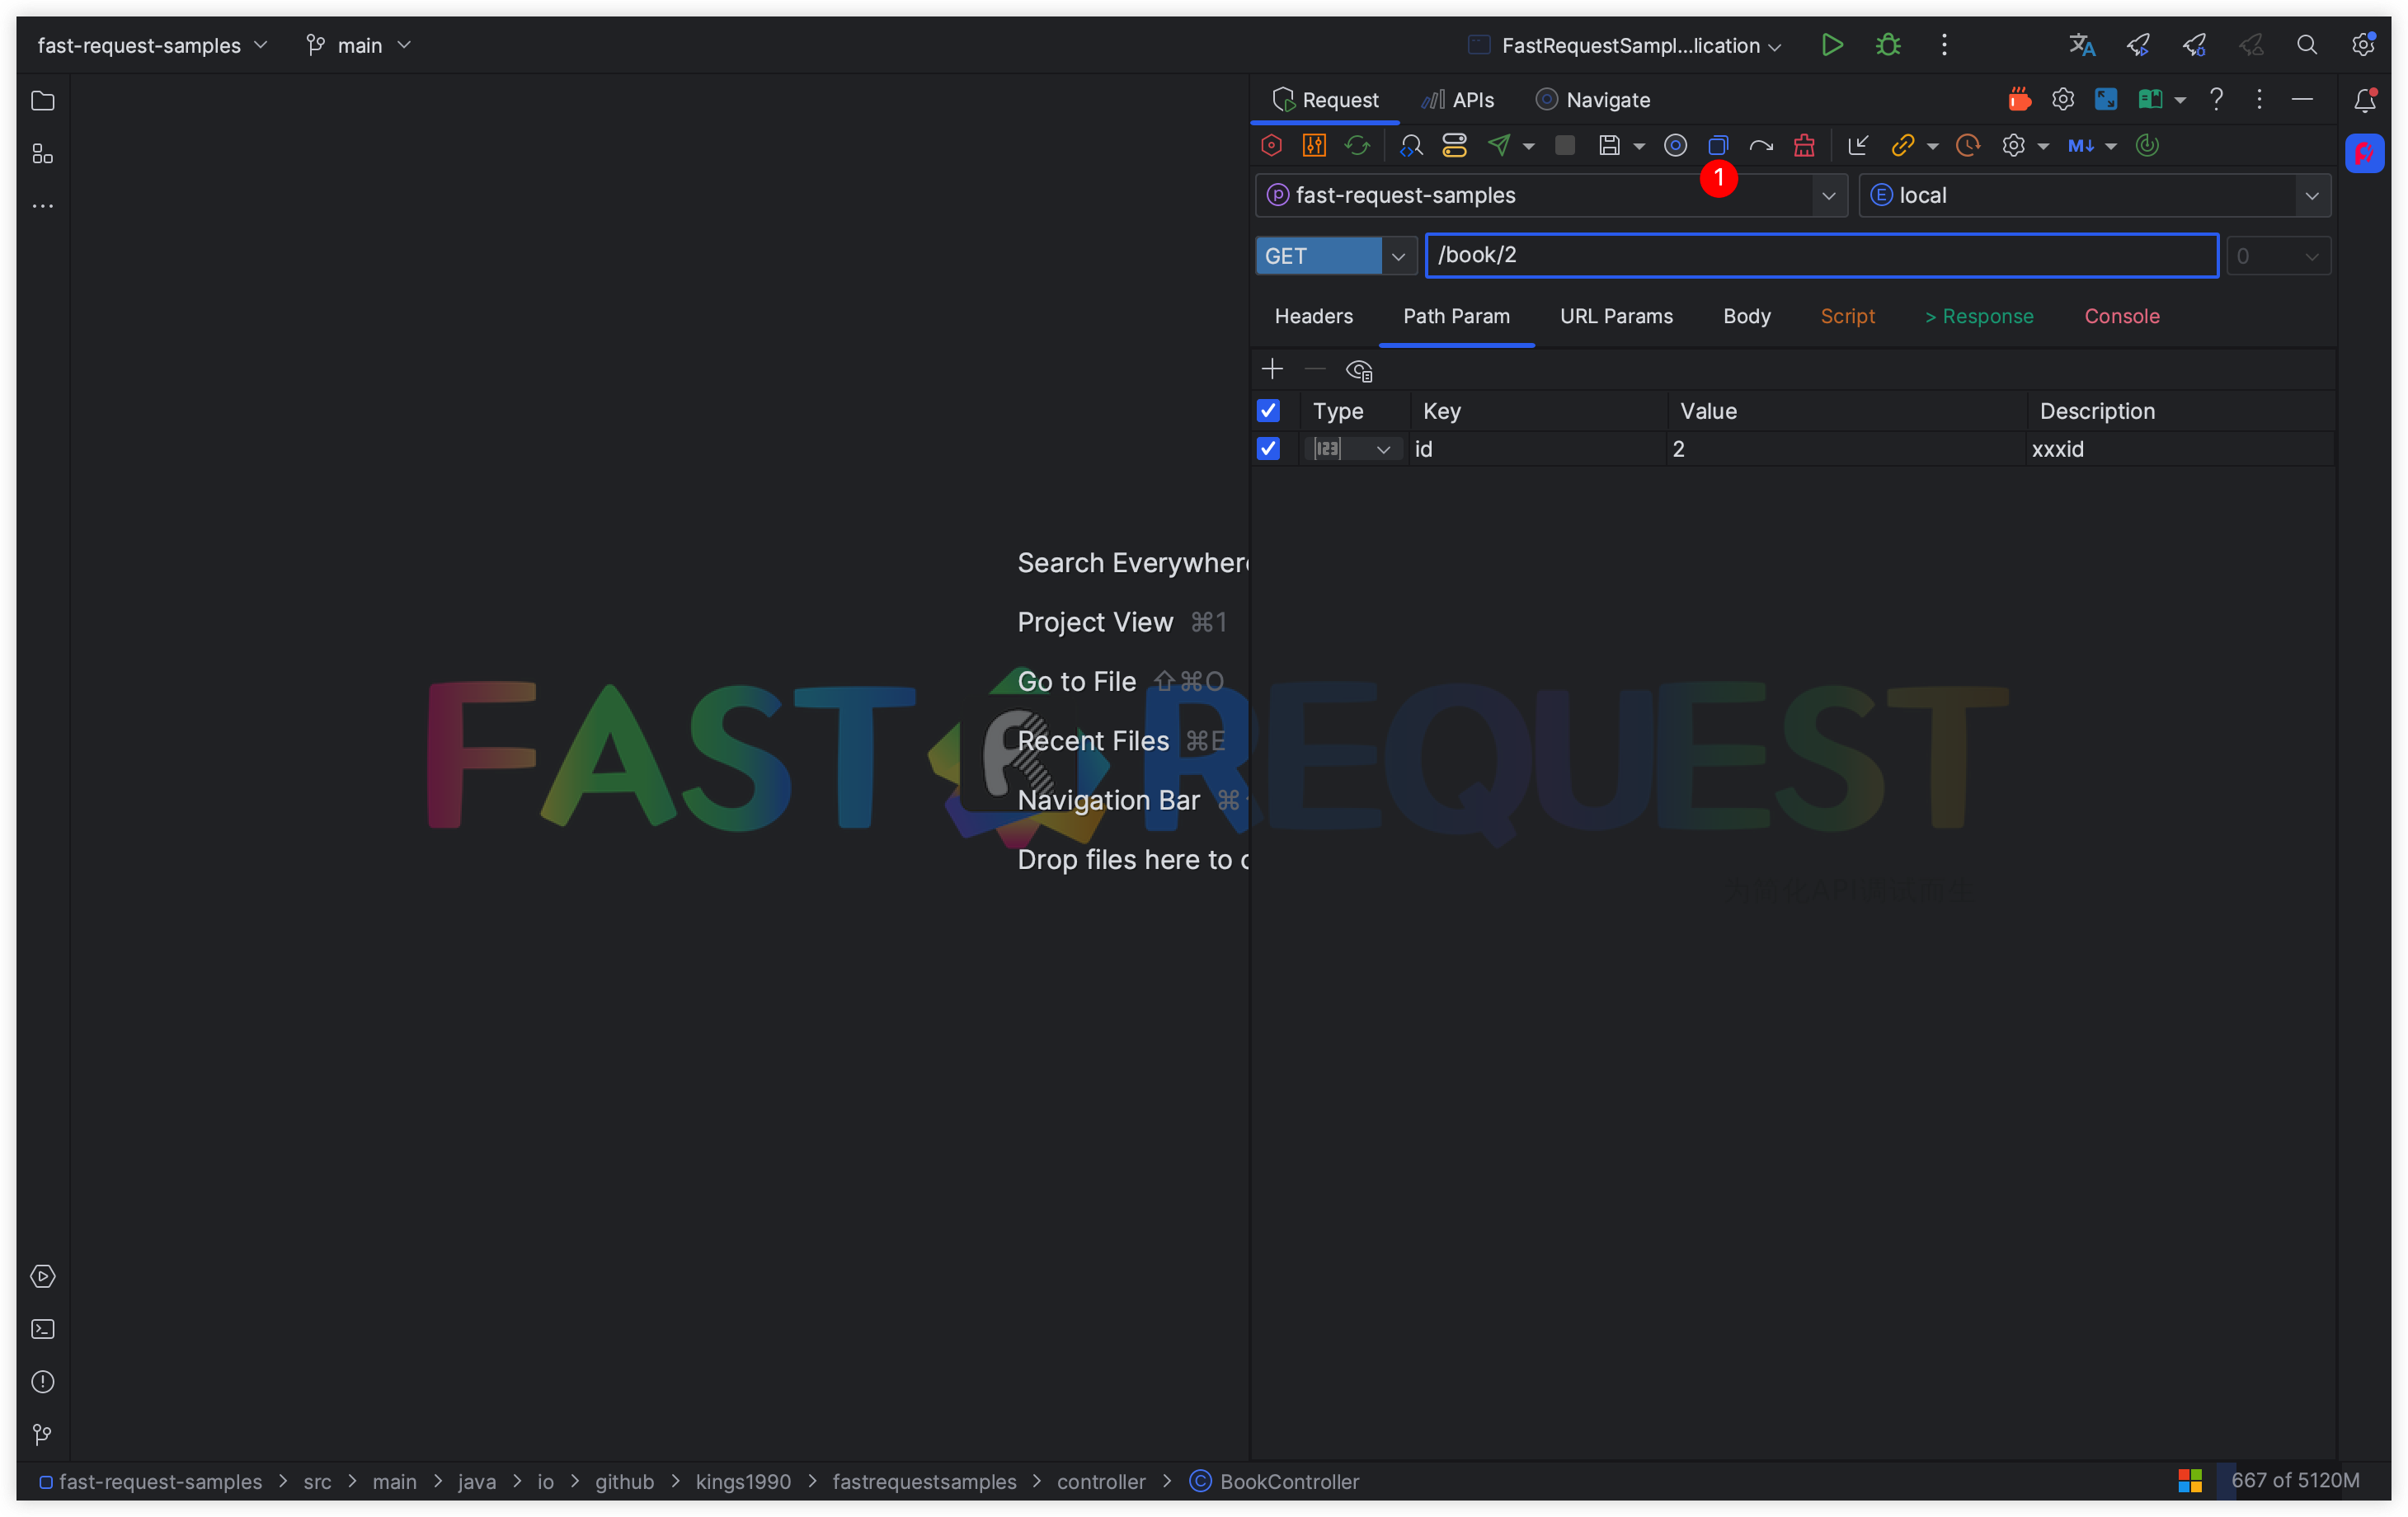 fast-request-samples main FastRequestSampl...lication
Request APIs Navigate
M↓
1
P fast-request-samples E local
GET /book/2 0
Headers Path Param URL Params Body Script > Response Console
Type Key Value Description
123 id 2 xxxid
Search Everywhere
Project View ⌘1
Go to File ⇧⌘O
FAST REQUEST
Recent Files ⌘E
Navigation Bar ⌘
Drop files here to
fast-request-samples > src > main > java > io > github > kings1990 > fastrequestsamples > controller > C BookController 667 of 5120M